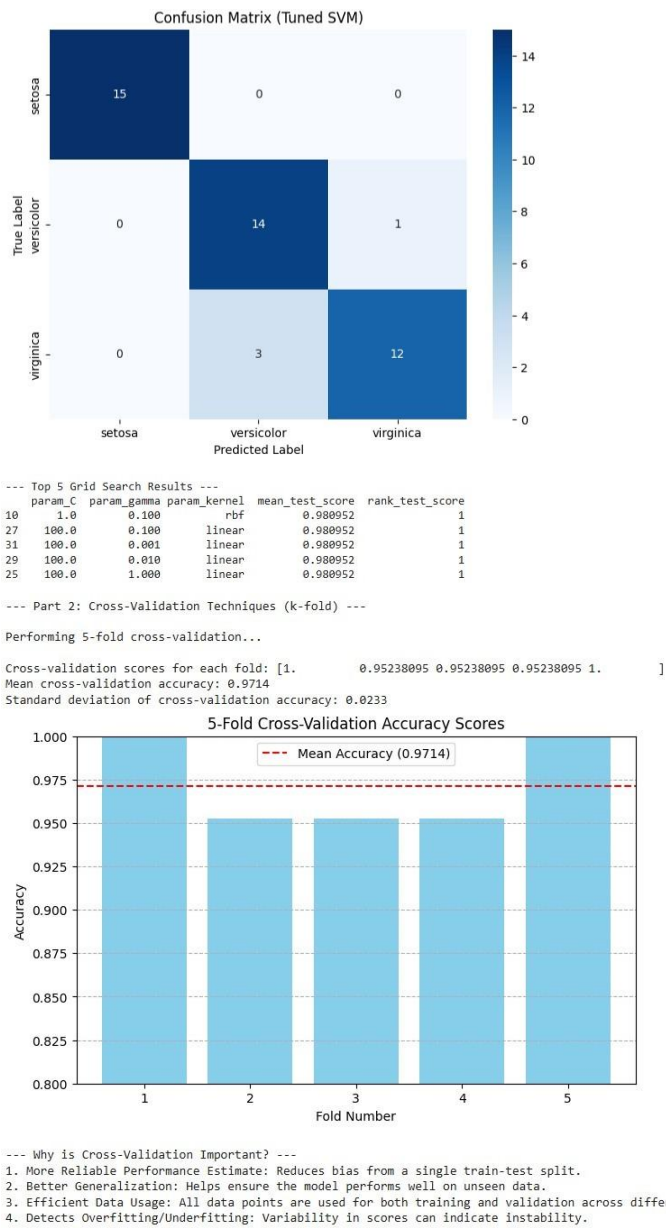 Confusion Matrix (Tuned SVM)
setosa
15 0 0
versicolor
0 14 1
virginica
0 3 12
True Label
setosa versicolor virginica
Predicted Label
14
12
10
8
6
4
2
0
--- Top 5 Grid Search Results ---
param_C param_gamma param_kernel mean_test_score rank_test_score
10 1.0 0.100 rbf 0.980952 1
27 100.0 0.100 linear 0.980952 1
31 100.0 0.001 linear 0.980952 1
29 100.0 0.010 linear 0.980952 1
25 100.0 1.000 linear 0.980952 1
--- Part 2: Cross-Validation Techniques (k-fold) ---
Performing 5-fold cross-validation...
Cross-validation scores for each fold: [1. 0.95238095 0.95238095 0.95238095 1. ]
Mean cross-validation accuracy: 0.9714
Standard deviation of cross-validation accuracy: 0.0233
5-Fold Cross-Validation Accuracy Scores
Mean Accuracy (0.9714)
1.000
0.975
0.950
0.925
0.900
0.875
0.850
0.825
0.800
Accuracy
1 2 3 4 5
Fold Number
--- Why is Cross-Validation Important? ---
1. More Reliable Performance Estimate: Reduces bias from a single train-test split.
2. Better Generalization: Helps ensure the model performs well on unseen data.
3. Efficient Data Usage: All data points are used for both training and validation across diffe
4. Detects Overfitting/Underfitting: Variability in scores can indicate instability.